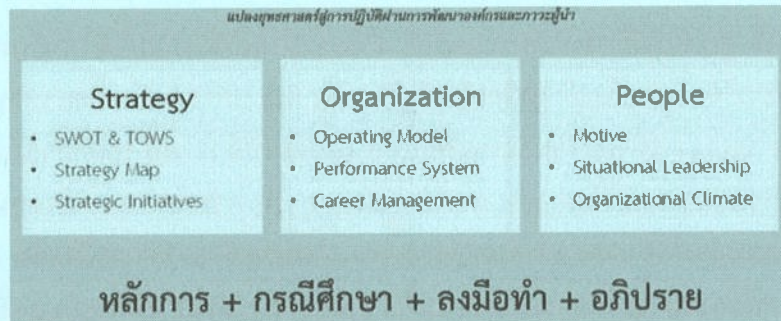 แปลงยุทธศาสตร์สู่การปฏิบัติผ่านการพัฒนาองค์กรและภาวะผู้นำ
Strategy
• SWOT & TOWS
• Strategy Map
• Strategic Initiatives
Organization
• Operating Model
• Performance System
• Career Management
People
• Motive
• Situational Leadership
• Organizational Climate
หลักการ + กรณีศึกษา + ลงมือทำ + อภิปราย